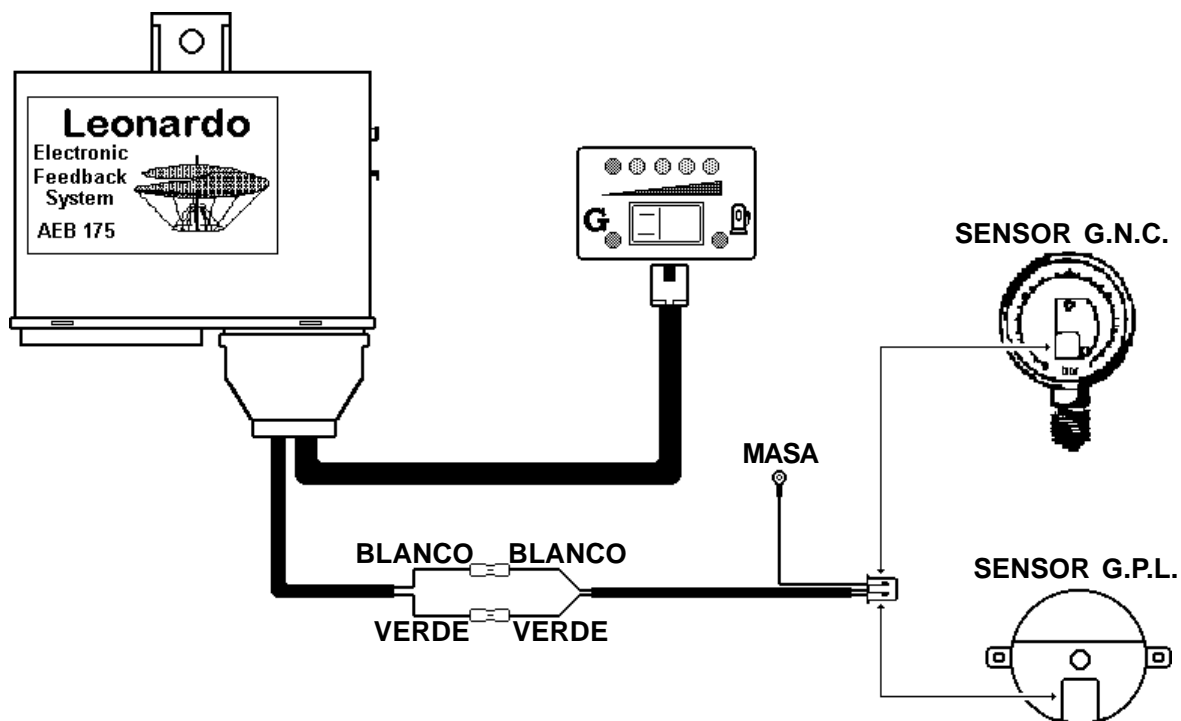 Leonardo
Electronic
Feedback
System
AEB 175
G
SENSOR G.N.C.
bar
MASA
BLANCO BLANCO
VERDE VERDE
SENSOR G.P.L.